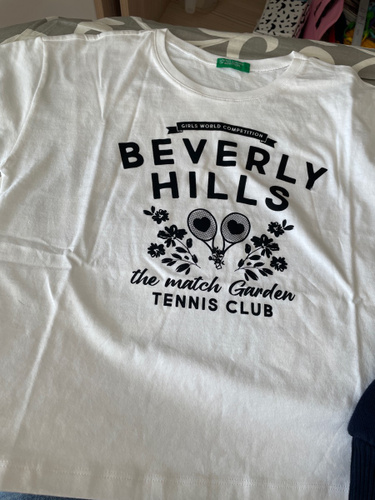 GIRLS WORLD COMPETITION
BEVERLY
HILLS
the match Garden
TENNIS CLUB